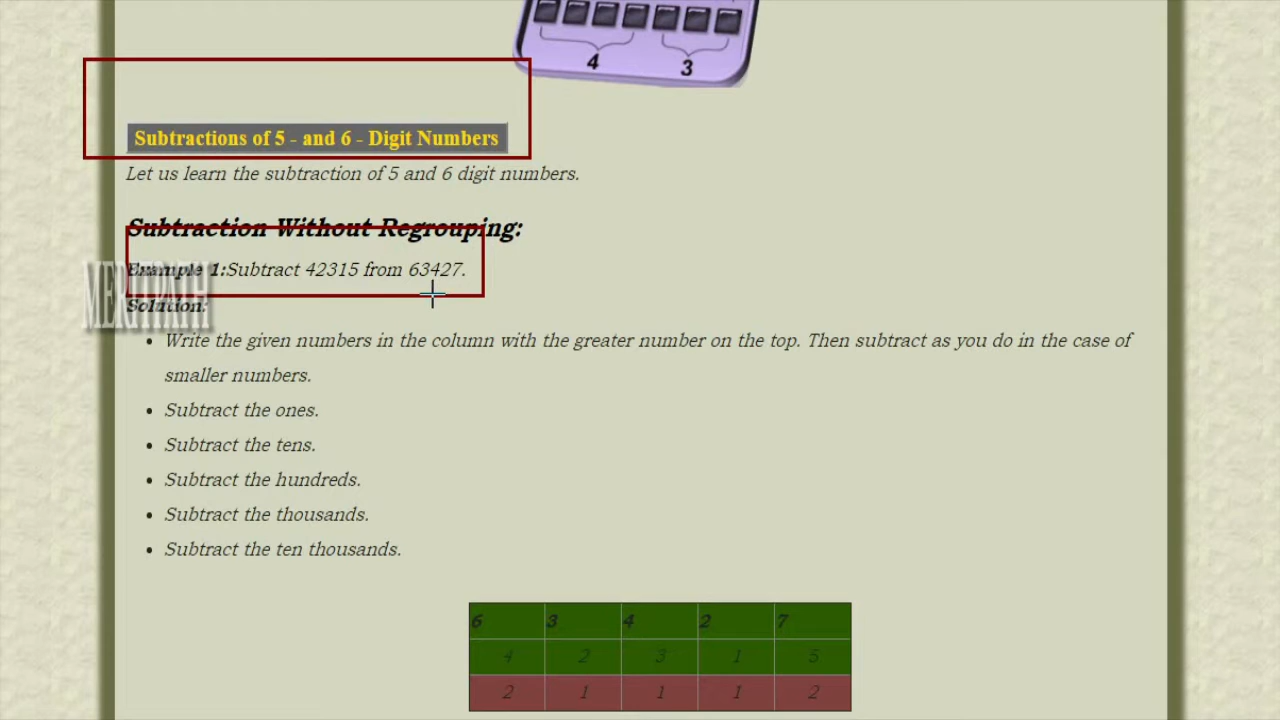 4 3
Subtractions of 5 - and 6 - Digit Numbers
Let us learn the subtraction of 5 and 6 digit numbers.
Subtraction Without Regrouping:
Example 1:Subtract 42315 from 63427.
MERITPATH
Solution:
• Write the given numbers in the column with the greater number on the top. Then subtract as you do in the case of
smaller numbers.
• Subtract the ones.
• Subtract the tens.
• Subtract the hundreds.
• Subtract the thousands.
• Subtract the ten thousands.
6 3 4 2 7
4 2 3 1 5
2 1 1 1 2